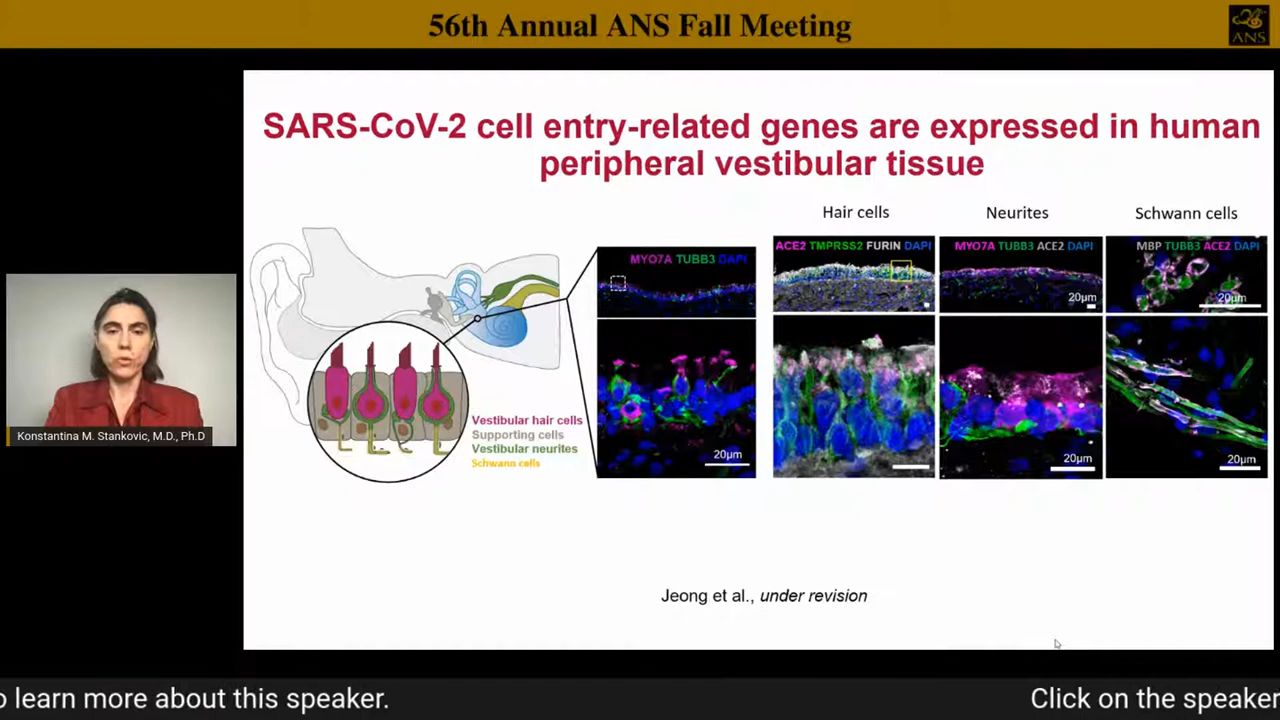 56th Annual ANS Fall Meeting
ANS
SARS-CoV-2 cell entry-related genes are expressed in human
peripheral vestibular tissue
Hair cells
Neurites
Schwann cells
MYO7A TUBB3 DAPI
ACE2 TMPRSS2 FURIN DAPI
MYO7A TUBB3 ACE2 DAPI
MBP TUBB3 ACE2 DAPI
20μm
20μm
Vestibular hair cells
Supporting cells
Vestibular neurites
Schwann cells
20μm
20μm
20μm
Konstantina M. Stankovic, M.D., Ph.D
Jeong et al., under revision
o learn more about this speaker.
Click on the speaker